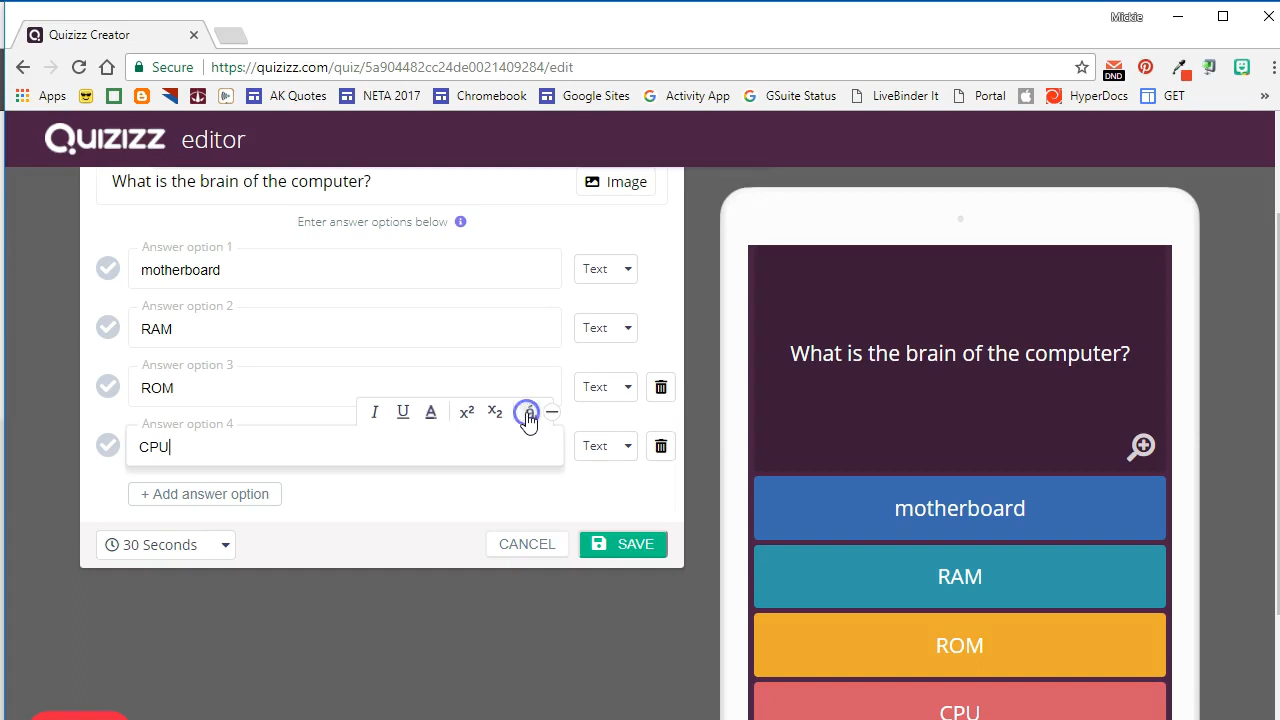 Mickie
Quizizz Creator
Secure https://quizizz.com/quiz/5a904482cc24de0021409284/edit
DND
Apps AK Quotes NETA 2017 Chromebook Google Sites Activity App GSuite Stats LiveBinder It Portal HyperDocs GET »
Quizizz editor
What is the brain of the computer? Image
Enter answer options below
Answer option 1
motherboard Text
Answer option 2
RAM Text
Answer option 3
ROM Text
I U A x² x₂
Answer option 4
CPU Text
+ Add answer option
30 Seconds CANCEL SAVE
What is the brain of the computer?
motherboard
RAM
ROM
CPU